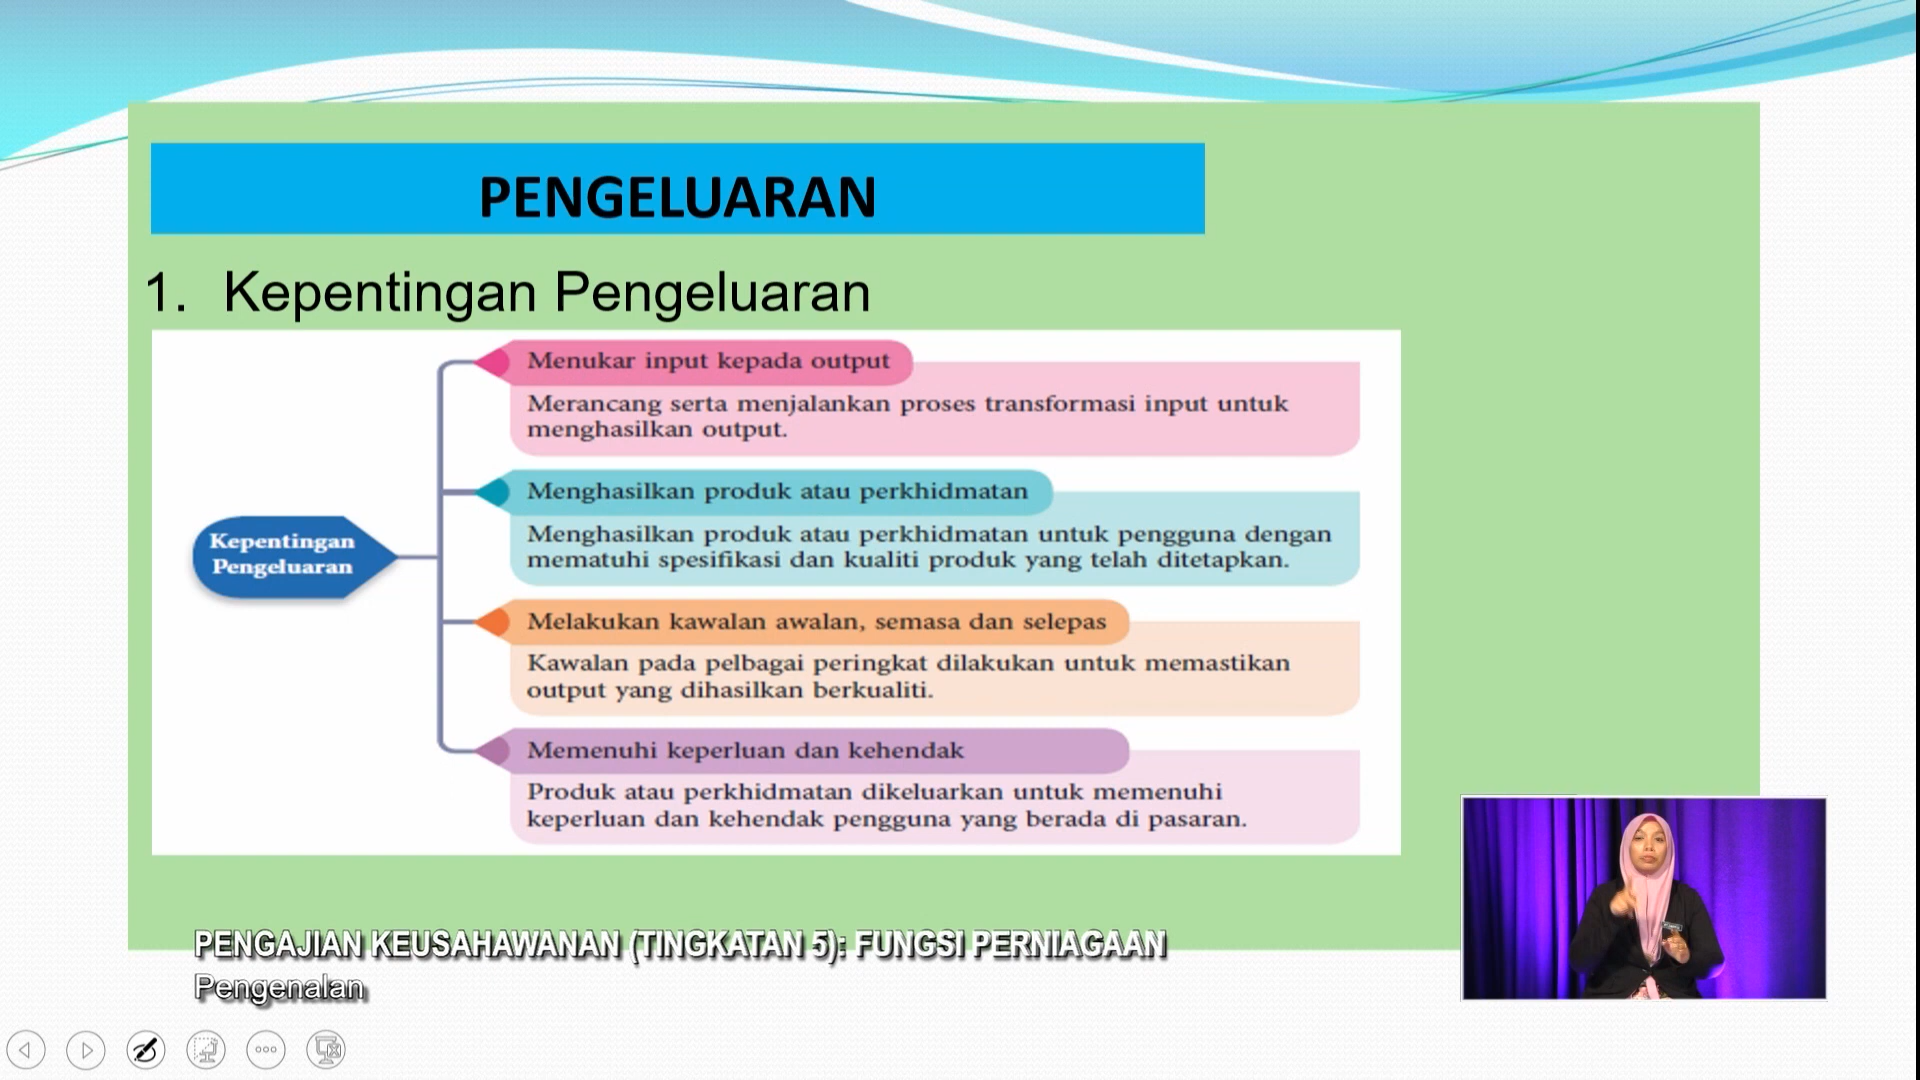 PENGELUARAN
1. Kepentingan Pengeluaran
Kepentingan
Pengeluaran
Menukar input kepada output
Merancang serta menjalankan proses transformasi input untuk
menghasilkan output.
Menghasilkan produk atau perkhidmatan
Menghasilkan produk atau perkhidmatan untuk pengguna dengan
mematuhi spesifikasi dan kualiti produk yang telah ditetapkan.
Melakukan kawalan awalan, semasa dan selepas
Kawalan pada pelbagai peringkat dilakukan untuk memastikan
output yang dihasilkan berkualiti.
Memenuhi keperluan dan kehendak
Produk atau perkhidmatan dikeluarkan untuk memenuhi
keperluan dan kehendak pengguna yang berada di pasaran.
PENGAJIAN KEUSAHAWANAN (TINGKATAN 5): FUNGSI PERNIAGAAN
Pengenalan